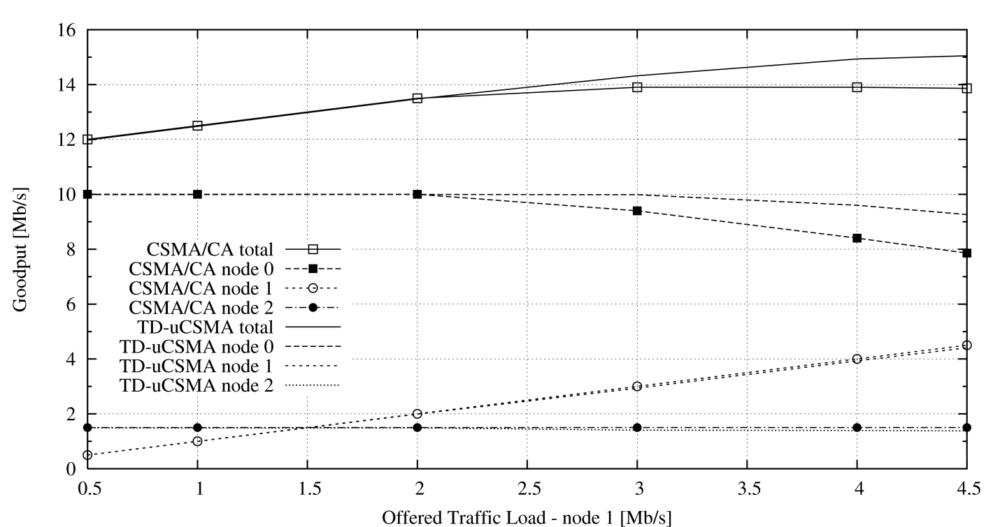 16
14
12
10
8
6
4
2
0
Goodput [Mb/s]
CSMA/CA total
CSMA/CA node 0
CSMA/CA node 1
CSMA/CA node 2
TD-uCSMA total
TD-uCSMA node 0
TD-uCSMA node 1
TD-uCSMA node 2
0.5 1 1.5 2 2.5 3 3.5 4 4.5
Offered Traffic Load - node 1 [Mb/s]